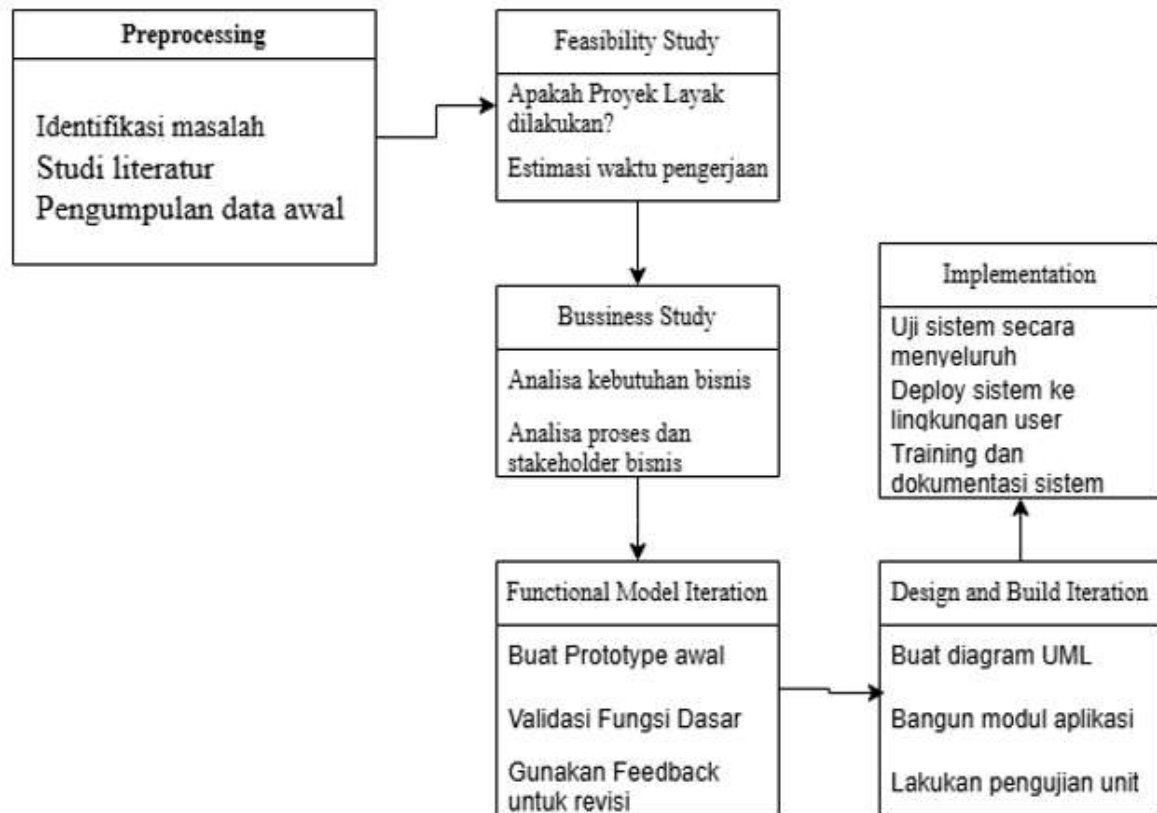 Preprocessing
Identifikasi masalah
Studi literatur
Pengumpulan data awal
Feasibility Study
Apakah Proyek Layak
dilakukan?
Estimasi waktu pengerjaan
Bussiness Study
Analisa kebutuhan bisnis
Analisa proses dan
stakeholder bisnis
Functional Model Iteration
Buat Prototype awal
Validasi Fungsi Dasar
Gunakan Feedback
untuk revisi
Design and Build Iteration
Buat diagram UML
Bangun modul aplikasi
Lakukan pengujian unit
Implementation
Uji sistem secara
menyeluruh
Deploy sistem ke
lingkungan user
Training dan
dokumentasi sistem